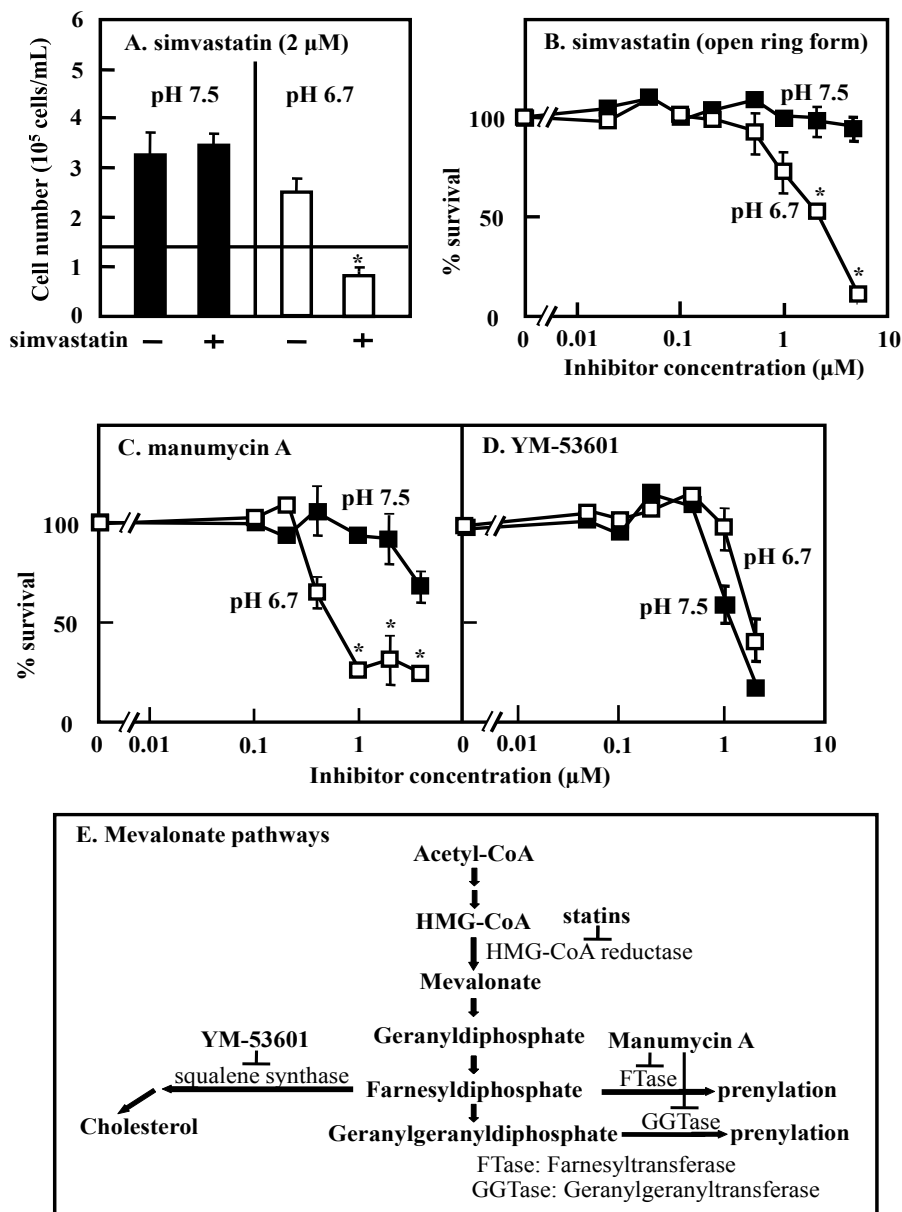 A. simvastatin (2 μM)
Cell number (10⁵ cells/mL)
6
5
4
3
2
1
0
pH 7.5
pH 6.7
*
simvastatin − + − +
B. simvastatin (open ring form)
% survival
100
50
0
pH 7.5
pH 6.7
*
*
0 0.01 0.1 1 10
Inhibitor concentration (μM)
C. manumycin A
% survival
100
50
0
pH 7.5
pH 6.7
*
*
*
0 0.01 0.1 1
D. YM-53601
pH 6.7
pH 7.5
0 0.01 0.1 1 10
Inhibitor concentration (μM)
E. Mevalonate pathways
Acetyl-CoA
HMG-CoA
statins
HMG-CoA reductase
Mevalonate
Geranyldiphosphate
YM-53601
squalene synthase
Manumycin A
FTase
Farnesyldiphosphate
prenylation
Cholesterol
GGTase
Geranylgeranyldiphosphate
prenylation
FTase: Farnesyltransferase
GGTase: Geranylgeranyltransferase